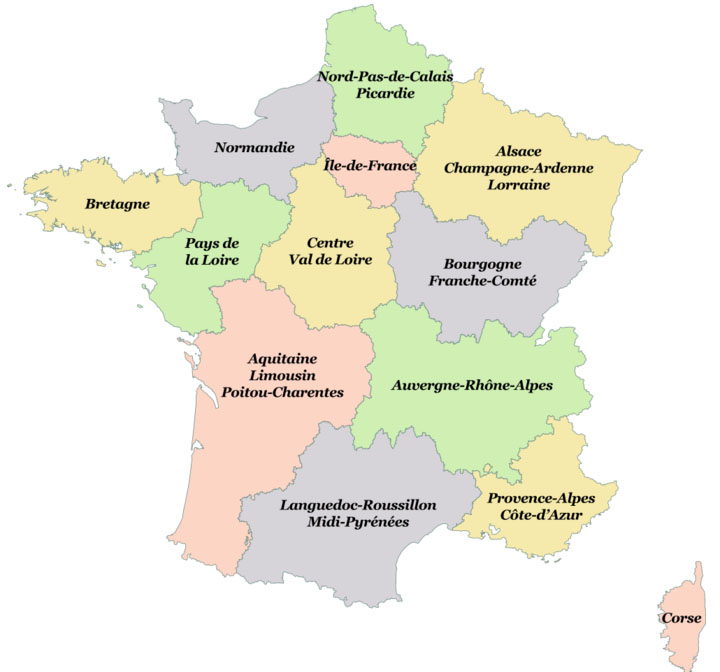 Nord-Pas-de-Calais
Picardie
Normandie
Île-de-France
Alsace
Champagne-Ardenne
Lorraine
Bretagne
Pays de
la Loire
Centre
Val de Loire
Bourgogne
Franche-Comté
Aquitaine
Limousin
Poitou-Charentes
Auvergne-Rhône-Alpes
Languedoc-Roussillon
Midi-Pyrénées
Provence-Alpes
Côte-d'Azur
Corse